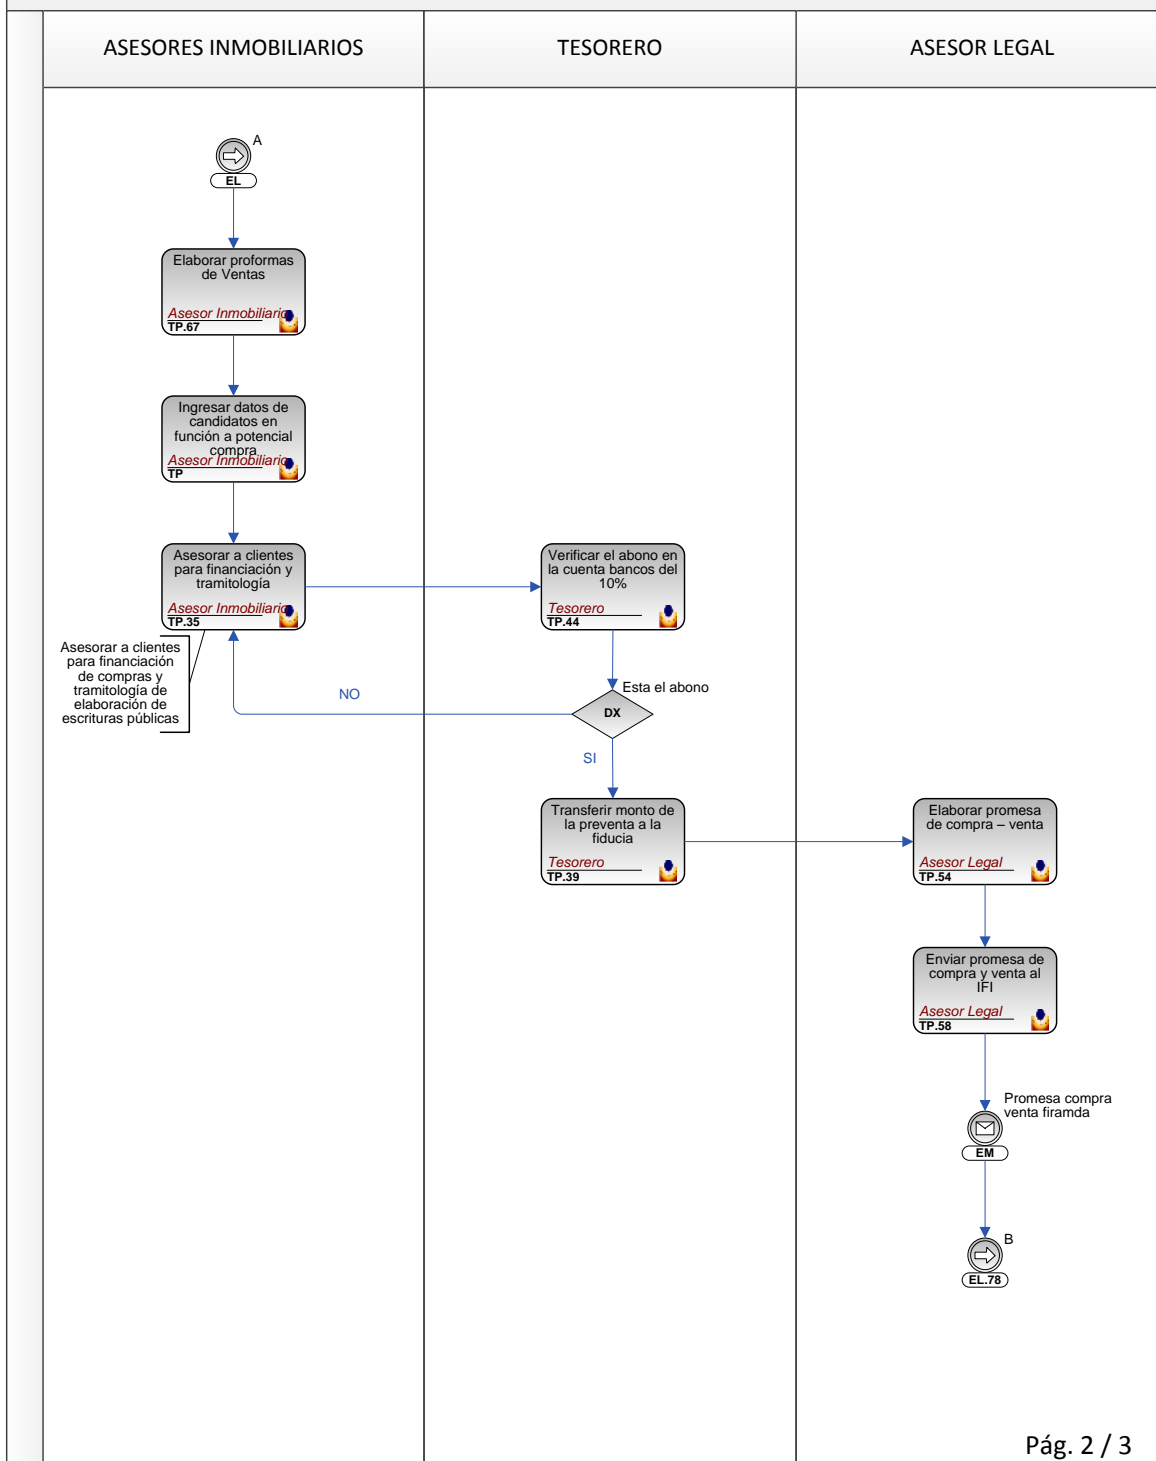 ASESORES INMOBILIARIOS
TESORERO
ASESOR LEGAL
A
EL
Elaborar proformas
de Ventas
Asesor Inmobiliario
TP.67
Ingresar datos de
candidatos en
función a potencial
compra
Asesor Inmobiliario
TP
Asesorar a clientes
para financiación y
tramitología
Asesor Inmobiliario
TP.35
Asesorar a clientes
para financiación
de compras y
tramitología de
elaboración de
escrituras públicas
Verificar el abono en
la cuenta bancos del
10%
Tesorero
TP.44
Esta el abono
DX
NO
SI
Transferir monto de
la preventa a la
fiducia
Tesorero
TP.39
Elaborar promesa
de compra – venta
Asesor Legal
TP.54
Enviar promesa de
compra y venta al
IFI
Asesor Legal
TP.58
Promesa compra
venta firamda
EM
B
EL.78
Pág. 2 / 3